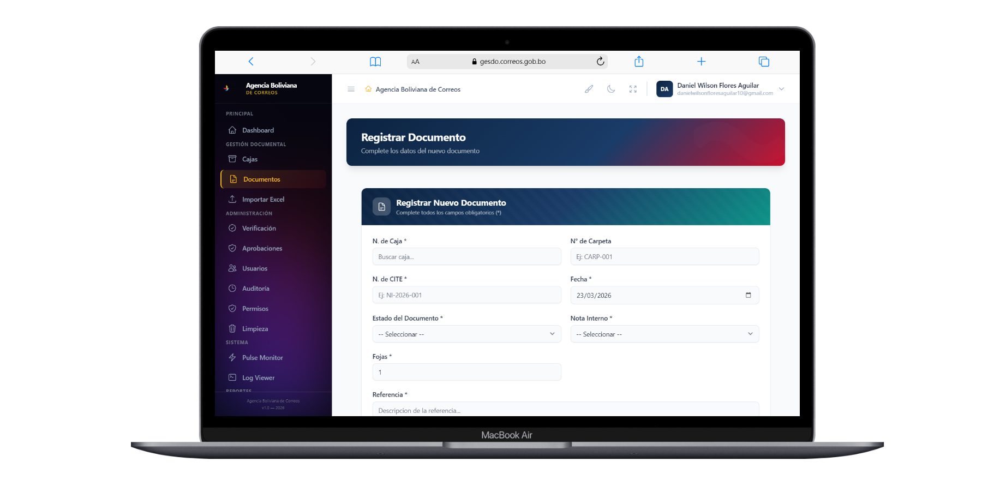 AA
gesdo.correos.gob.bo
Agencia Boliviana
DE CORREOS
PRINCIPAL
Dashboard
GESTIÓN DOCUMENTAL
Cajas
Documentos
Importar Excel
ADMINISTRACIÓN
Verificación
Aprobaciones
Usuarios
Auditoría
Permisos
Limpieza
SISTEMA
Pulse Monitor
Log Viewer
REPORTES
Agencia Boliviana de Correos
v1.0 — 2026
Agencia Boliviana de Correos
DA
Daniel Wilson Flores Aguilar
danielwilsonfloresaguilar10@gmail.com
Registrar Documento
Complete los datos del nuevo documento
Registrar Nuevo Documento
Complete todos los campos obligatorios (*)
N. de Caja *
Buscar caja...
N° de Carpeta
Ej: CARP-001
N. de CITE *
Ej: NI-2026-001
Fecha *
23/03/2026
Estado del Documento *
-- Seleccionar --
Nota Interno *
-- Seleccionar --
Fojas *
1
Referencia *
Descripcion de la referencia...
MacBook Air